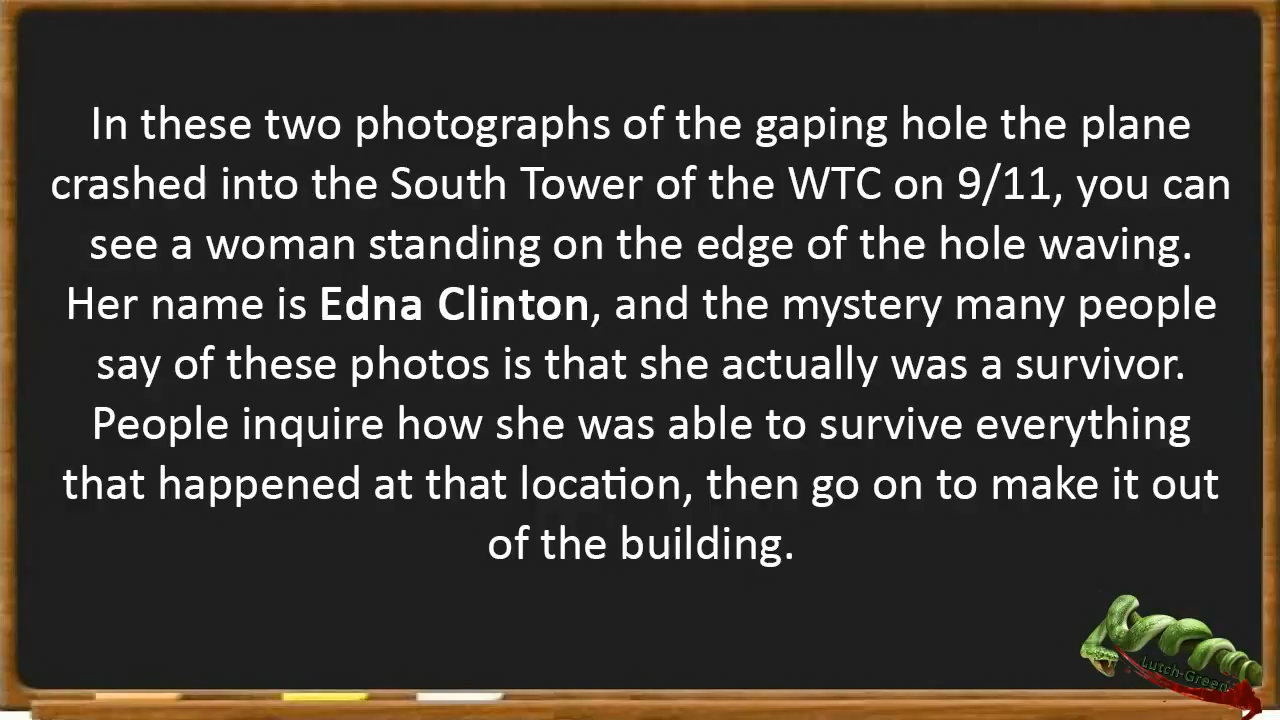 In these two photographs of the gaping hole the plane
crashed into the South Tower of the WTC on 9/11, you can
see a woman standing on the edge of the hole waving.
Her name is Edna Clinton, and the mystery many people
say of these photos is that she actually was a survivor.
People inquire how she was able to survive everything
that happened at that location, then go on to make it out
of the building.
Lutch-Green